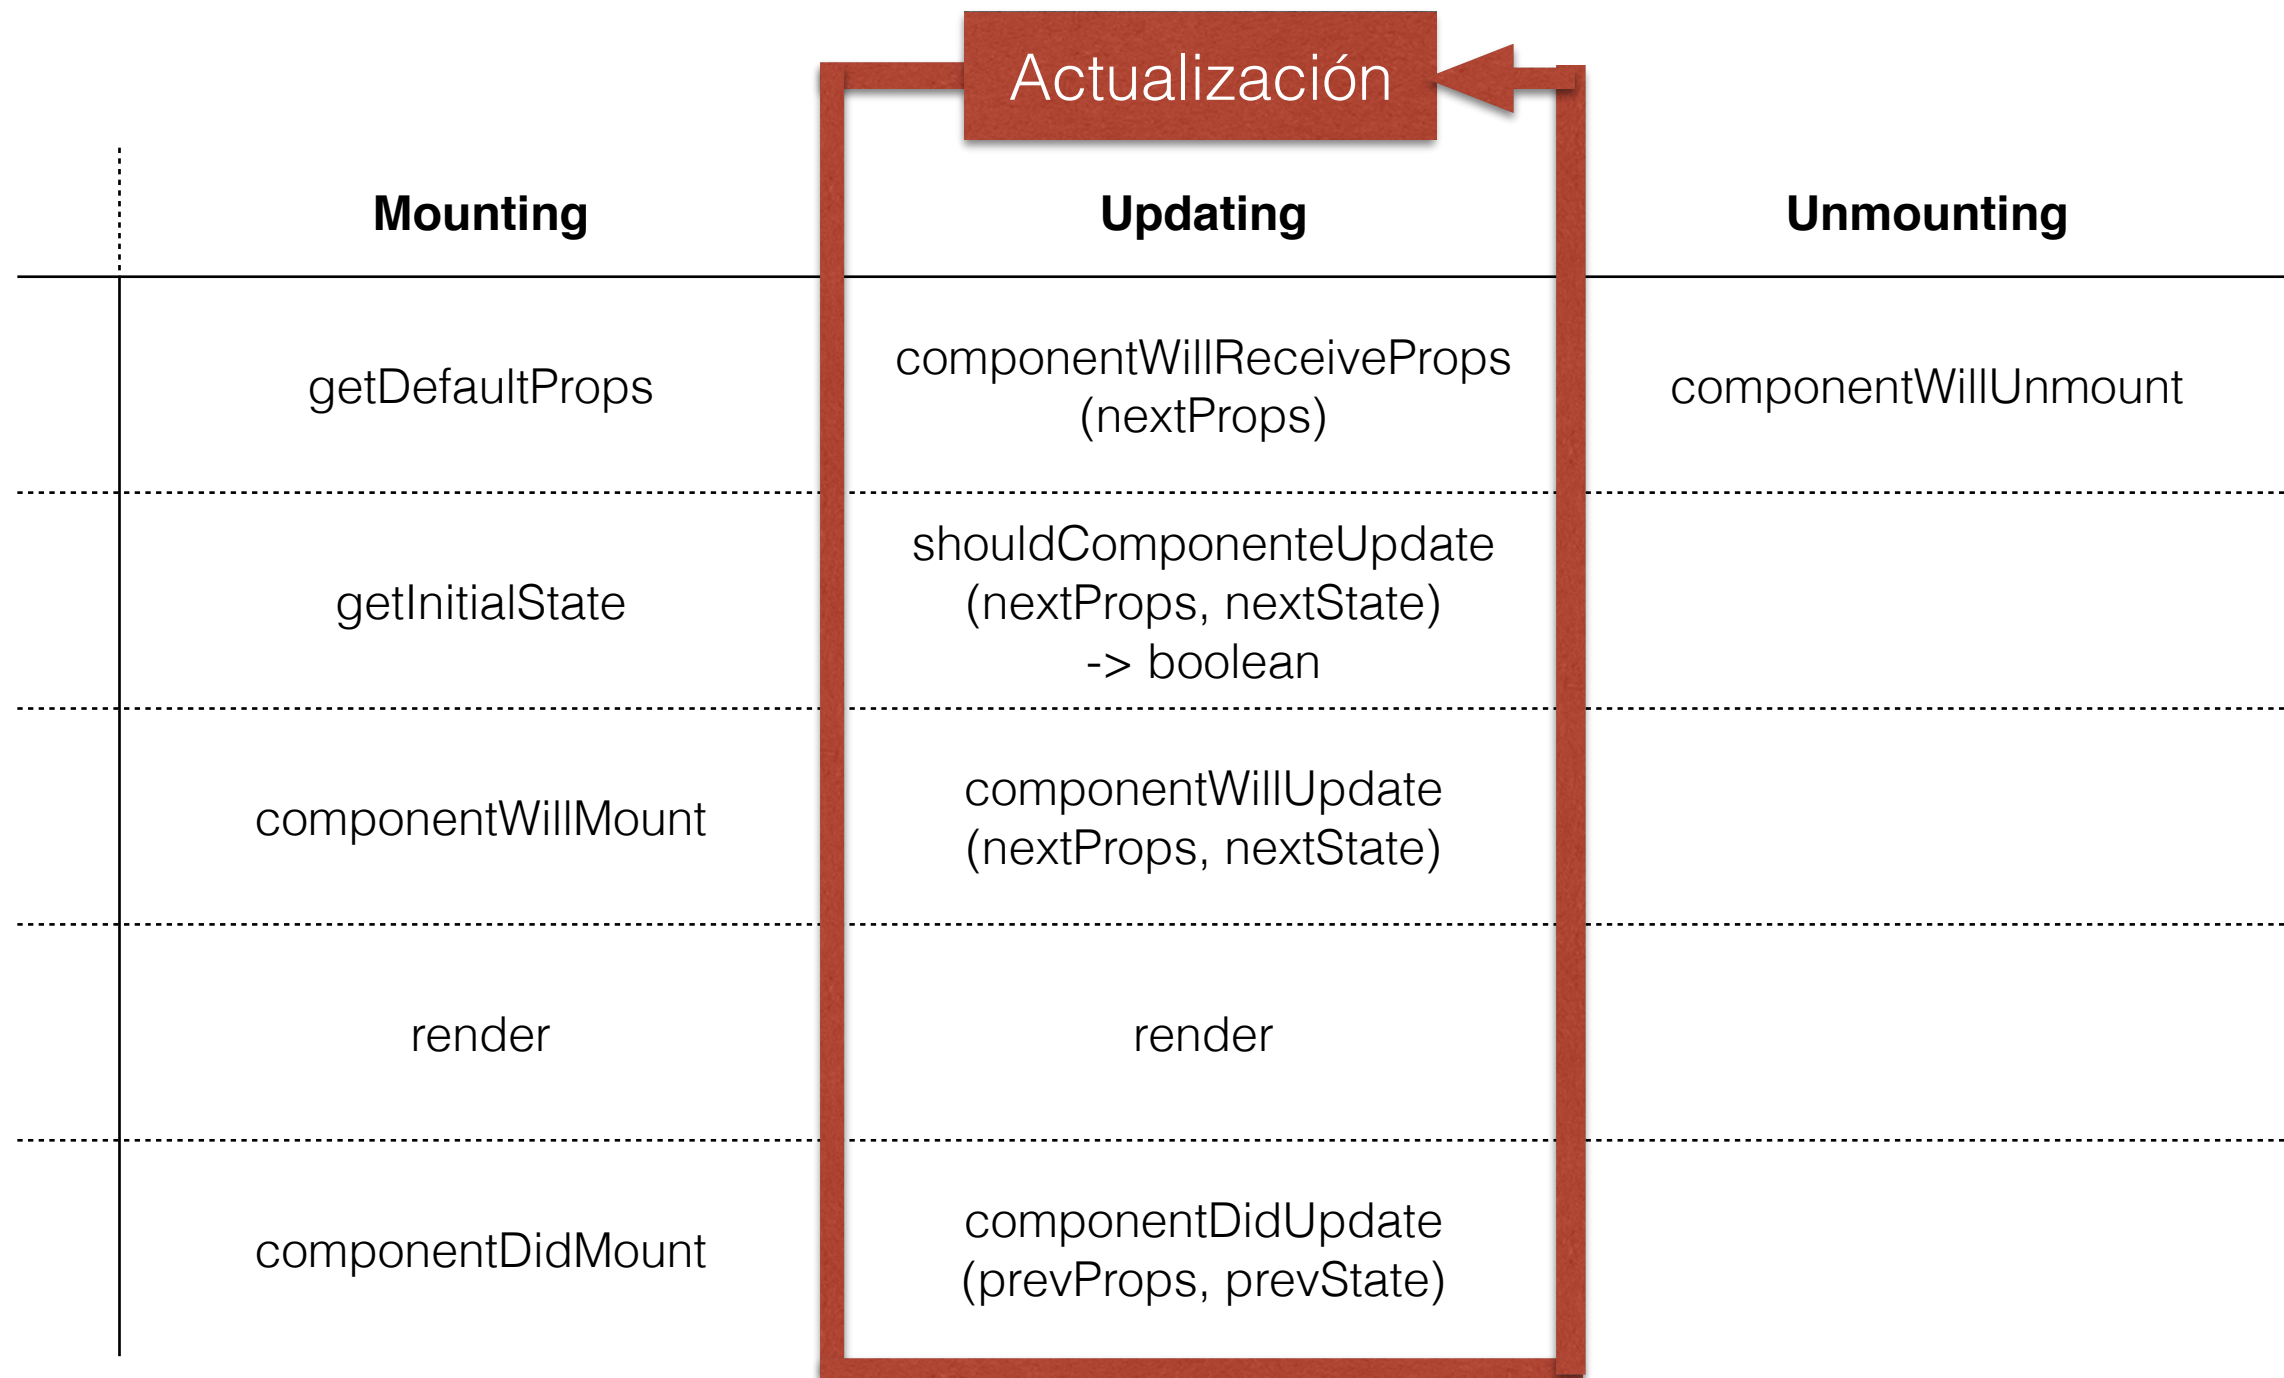 Actualización
Mounting Updating Unmounting
getDefaultProps
componentWillReceiveProps
(nextProps)
componentWillUnmount
getInitialState
shouldComponenteUpdate
(nextProps, nextState)
-> boolean
componentWillMount
componentWillUpdate
(nextProps, nextState)
render
render
componentDidMount
componentDidUpdate
(prevProps, prevState)